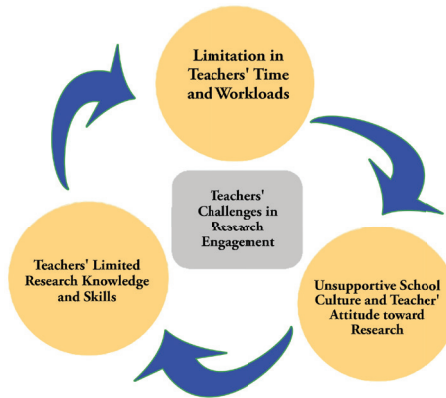 Limitation in
Teachers' Time
and Workloads
Teachers'
Challenges in
Research
Engagement
Teachers' Limited
Research Knowledge
and Skills
Unsupportive School
Culture and Teacher'
Attitude toward
Research